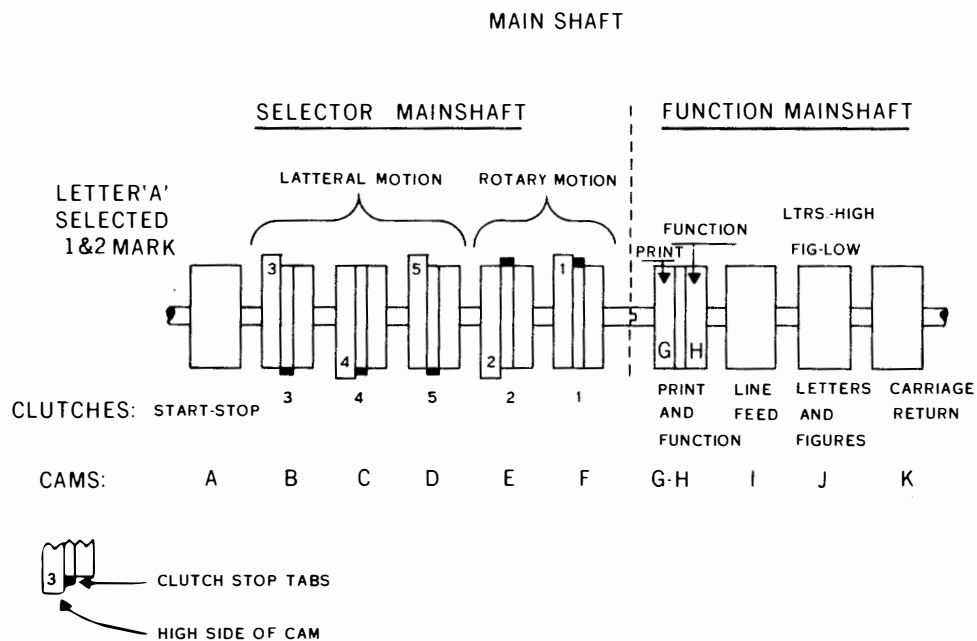 MAIN SHAFT
SELECTOR MAINSHAFT
FUNCTION MAINSHAFT
LETTER'A'
SELECTED
1&2 MARK
LATTERAL MOTION
ROTARY MOTION
LTRS.-HIGH
FIG-LOW
FUNCTION
PRINT
3
4
5
2
1
G
H
CLUTCHES:
START-STOP
3
4
5
2
1
PRINT
AND
FUNCTION
LINE
FEED
LETTERS
AND
FIGURES
CARRIAGE
RETURN
CAMS:
A
B
C
D
E
F
G-H
I
J
K
3
CLUTCH STOP TABS
HIGH SIDE OF CAM